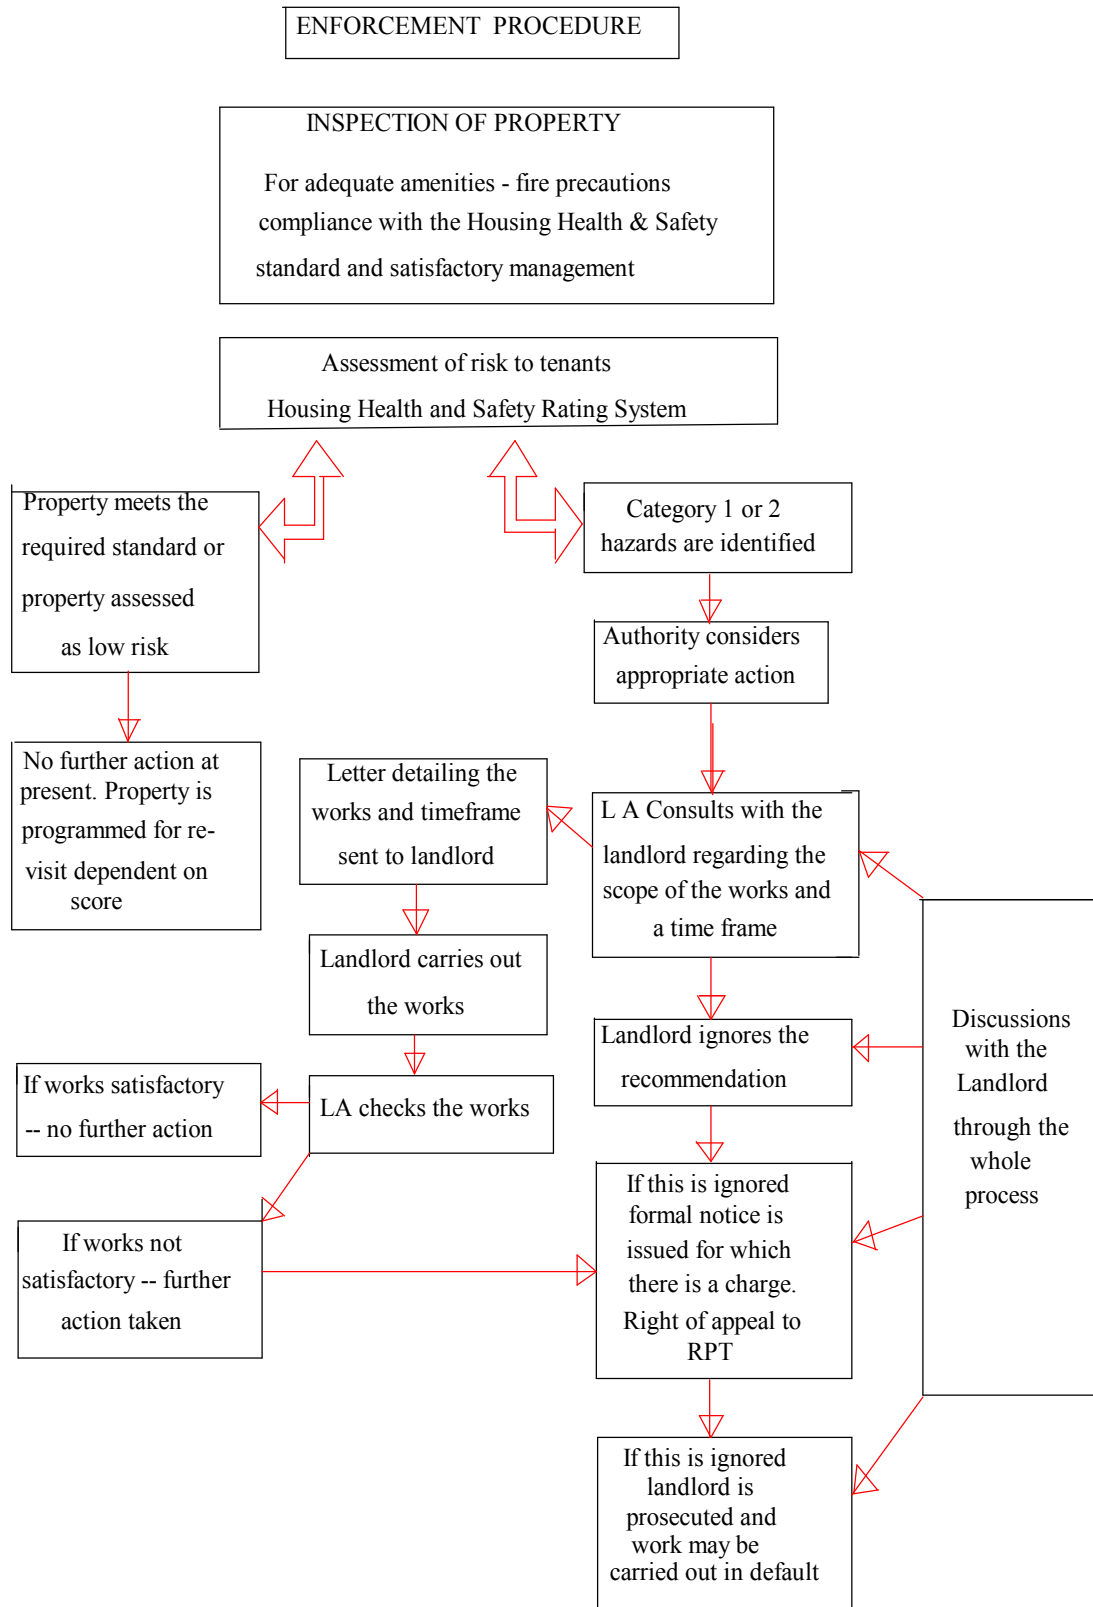 ENFORCEMENT PROCEDURE
INSPECTION OF PROPERTY
For adequate amenities - fire precautions
compliance with the Housing Health & Safety
standard and satisfactory management
Assessment of risk to tenants
Housing Health and Safety Rating System
Property meets the
required standard or
property assessed
as low risk
Category 1 or 2
hazards are identified
Authority considers
appropriate action
No further action at
present. Property is
programmed for re-
visit dependent on
score
Letter detailing the
works and timeframe
sent to landlord
L A Consults with the
landlord regarding the
scope of the works and
a time frame
Landlord carries out
the works
Landlord ignores the
recommendation
Discussions
with the
Landlord
through the
whole
process
If works satisfactory
-- no further action
LA checks the works
If works not
satisfactory -- further
action taken
If this is ignored
formal notice is
issued for which
there is a charge.
Right of appeal to
RPT
If this is ignored
landlord is
prosecuted and
work may be
carried out in default